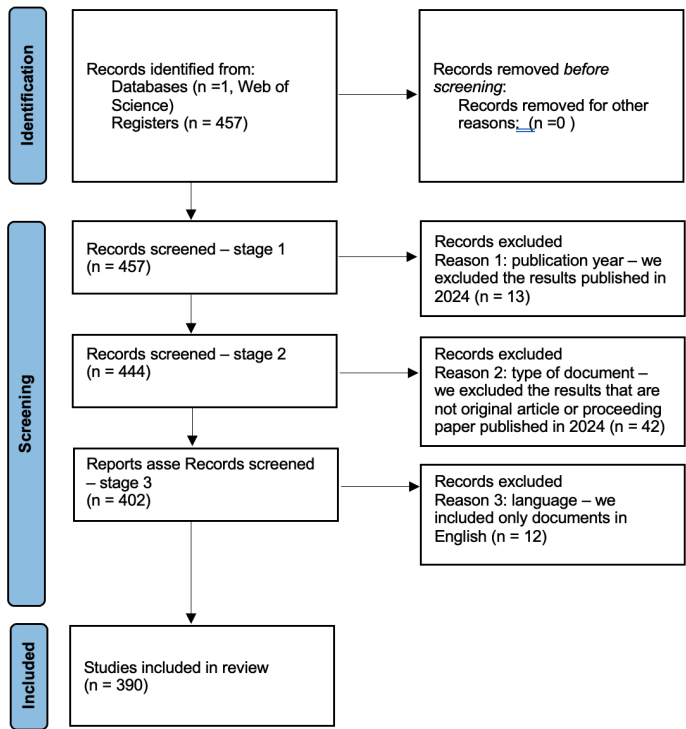 Identification
Records identified from:
Databases (n =1, Web of
Science)
Registers (n = 457)
Records removed before
screening:
Records removed for other
reasons: (n =0 )
Screening
Records screened – stage 1
(n = 457)
Records excluded
Reason 1: publication year – we
excluded the results published in
2024 (n = 13)
Records screened – stage 2
(n = 444)
Records excluded
Reason 2: type of document –
we excluded the results that are
not original article or proceeding
paper published in 2024 (n = 42)
Reports asse Records screened
– stage 3
(n = 402)
Records excluded
Reason 3: language – we
included only documents in
English (n = 12)
Included
Studies included in review
(n = 390)